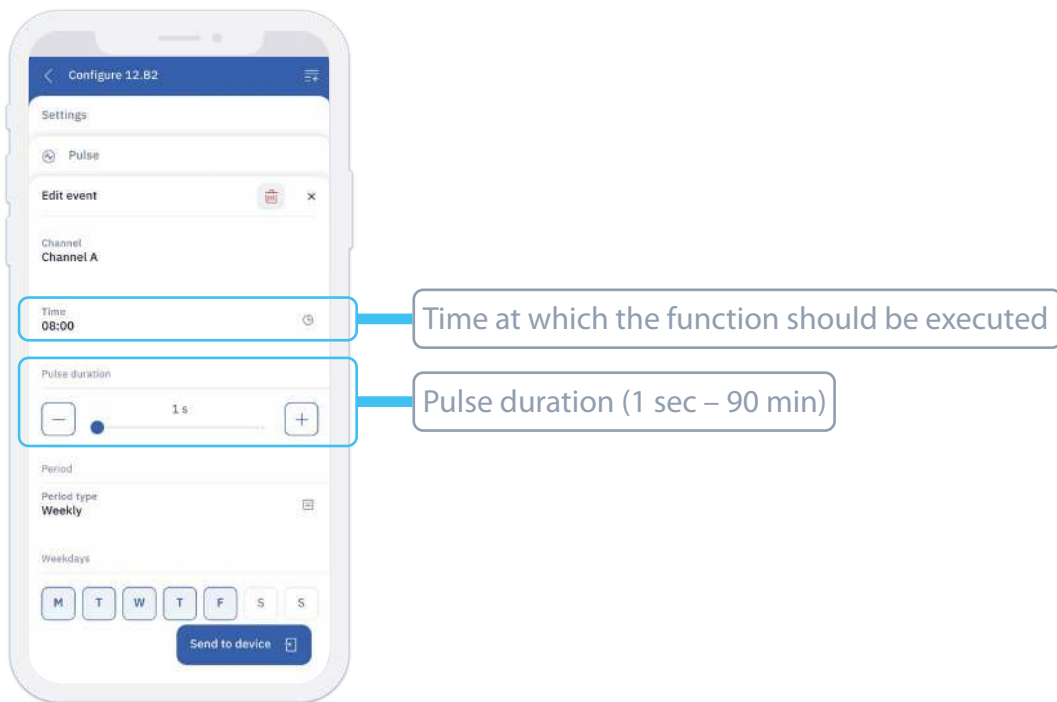 Configure 12.B2
Settings
Pulse
Edit event
Channel
Channel A
Time
08:00
Time at which the function should be executed
Pulse duration
1 s
Pulse duration (1 sec – 90 min)
Period
Period type
Weekly
Weekdays
M T W T F S S
Send to device